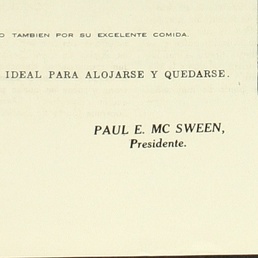 O TAMBIEN POR SU EXCELENTE COMIDA.
IDEAL PARA ALOJARSE Y QUEDARSE.
PAUL E. MC SWEEN,
Presidente.